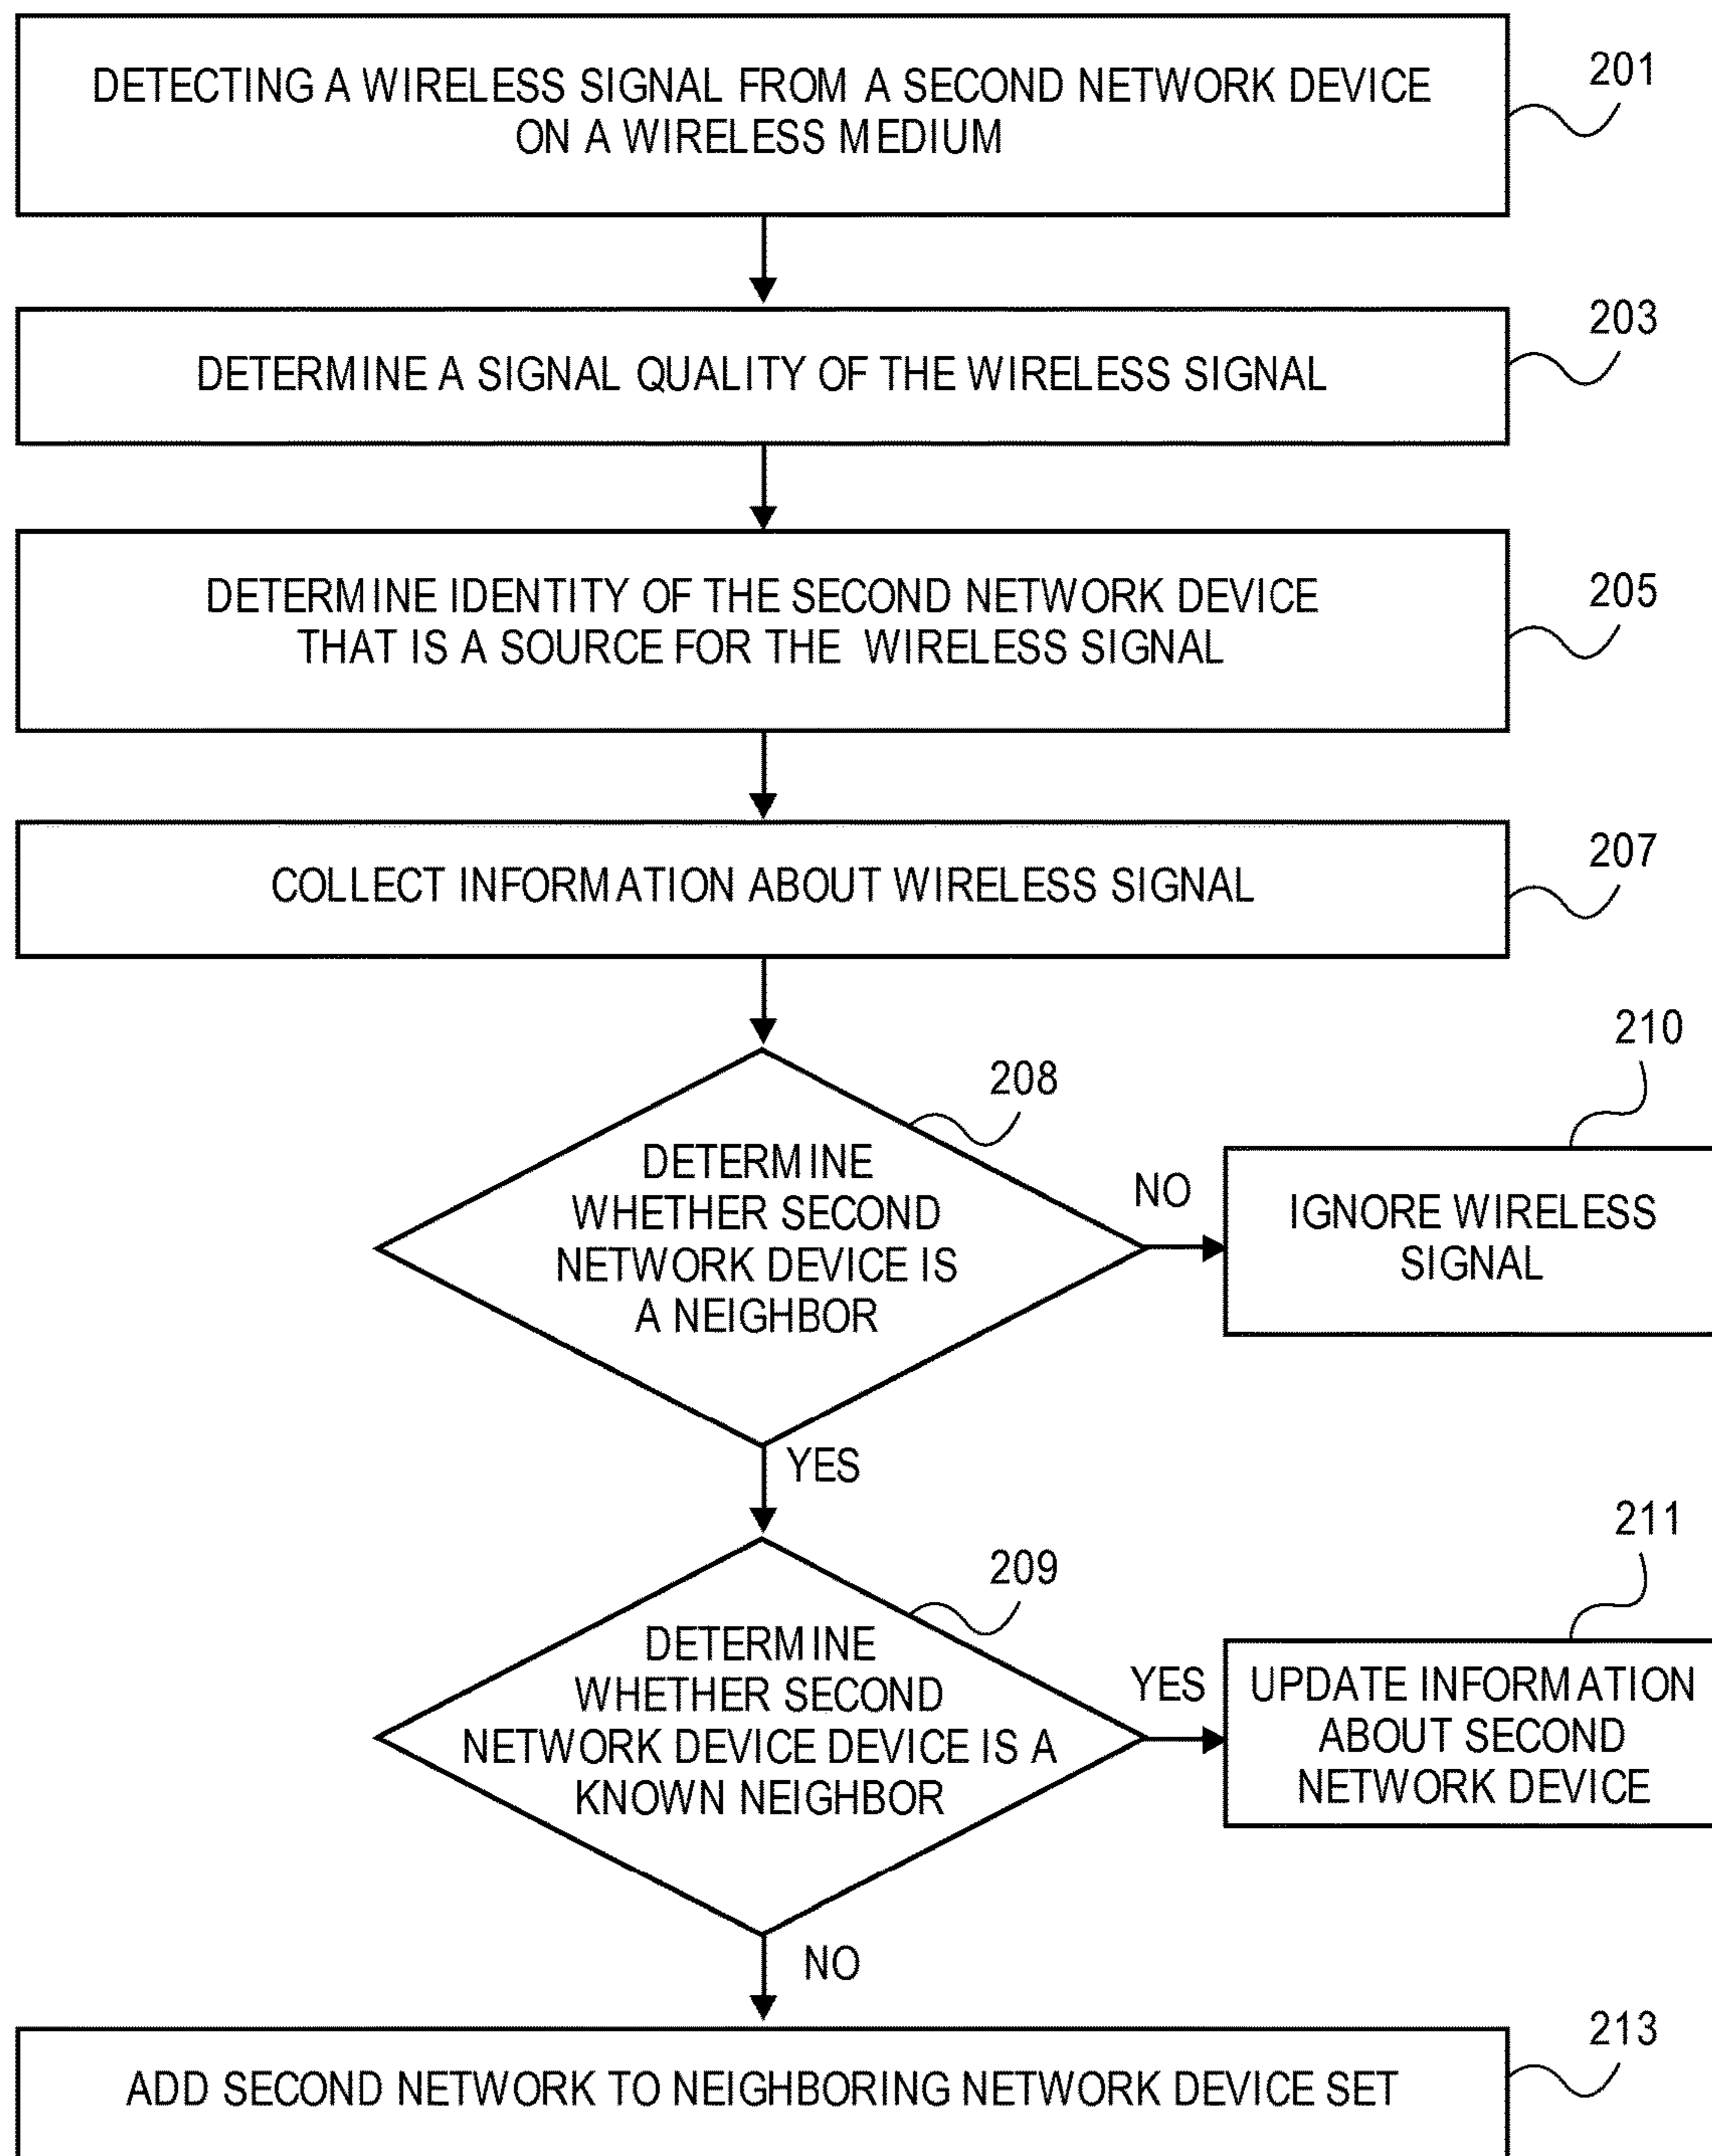 DETECTING A WIRELESS SIGNAL FROM A SECOND NETWORK DEVICE
ON A WIRELESS MEDIUM
201
DETERMINE A SIGNAL QUALITY OF THE WIRELESS SIGNAL
203
DETERMINE IDENTITY OF THE SECOND NETWORK DEVICE
THAT IS A SOURCE FOR THE WIRELESS SIGNAL
205
COLLECT INFORMATION ABOUT WIRELESS SIGNAL
207
DETERMINE
WHETHER SECOND
NETWORK DEVICE IS
A NEIGHBOR
208
NO
IGNORE WIRELESS
SIGNAL
210
YES
DETERMINE
WHETHER SECOND
NETWORK DEVICE DEVICE IS A
KNOWN NEIGHBOR
209
YES
UPDATE INFORMATION
ABOUT SECOND
NETWORK DEVICE
211
NO
ADD SECOND NETWORK TO NEIGHBORING NETWORK DEVICE SET
213